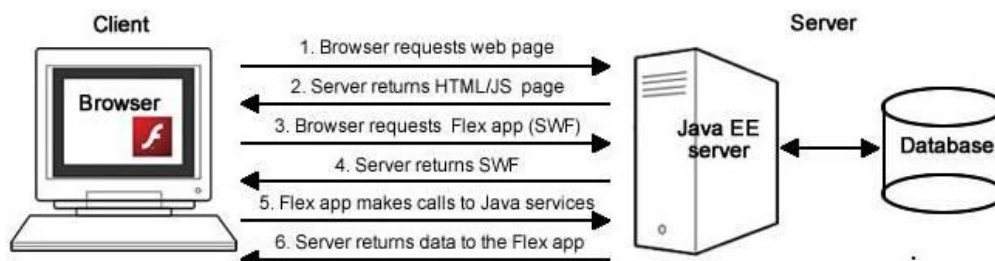 Client
Server
1. Browser requests web page
2. Server returns HTML/JS page
Browser
3. Browser requests Flex app (SWF)
Java EE
server
Database
4. Server returns SWF
5. Flex app makes calls to Java services
6. Server returns data to the Flex app